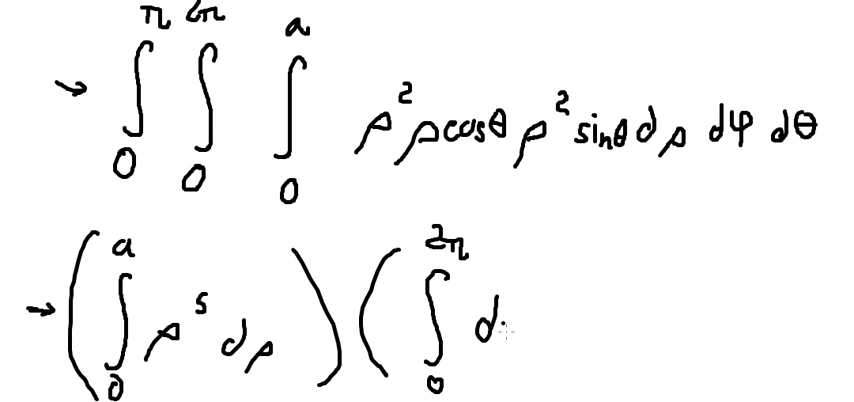 → ∫₀^π ∫₀^2π ∫₀^a ρ² ρcosθ ρ² sinθ dρ dφ dθ
→ (∫₀^a ρ⁵ dρ) (∫₀^2π d